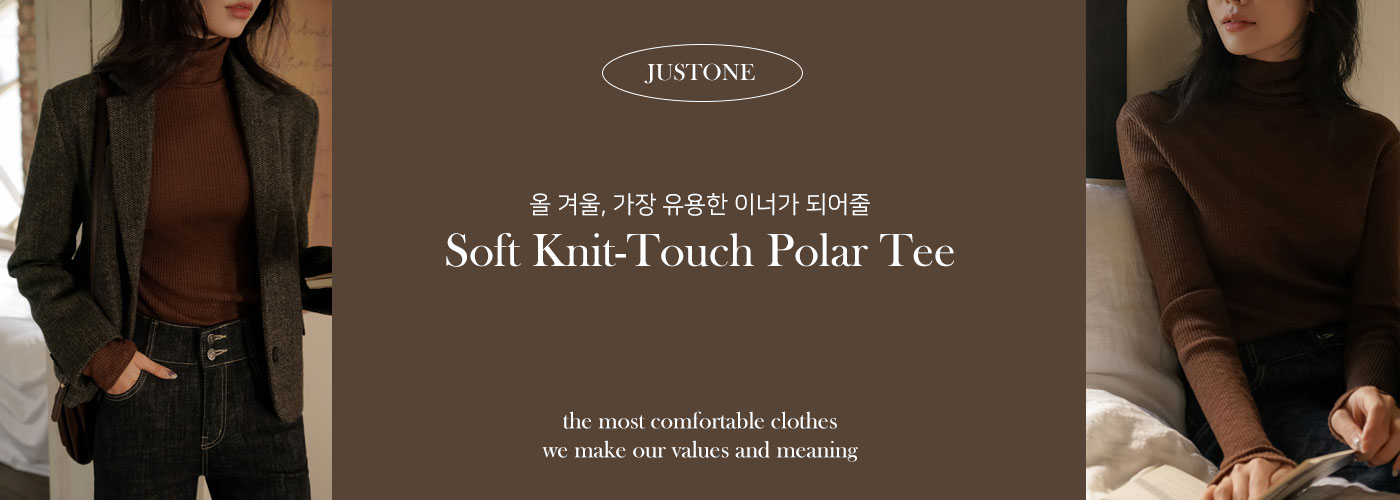 JUSTONE
올 겨울, 가장 유용한 이너가 되어줄
Soft Knit-Touch Polar Tee
the most comfortable clothes
we make our values and meaning